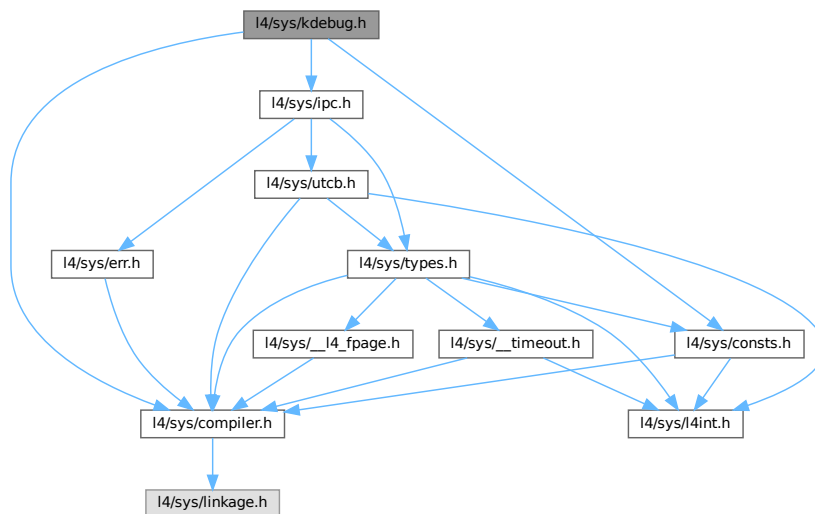 l4/sys/kdebug.h
l4/sys/ipc.h
l4/sys/utcb.h
l4/sys/err.h
l4/sys/types.h
l4/sys/__l4_fpage.h
l4/sys/__timeout.h
l4/sys/consts.h
l4/sys/compiler.h
l4/sys/l4int.h
l4/sys/linkage.h